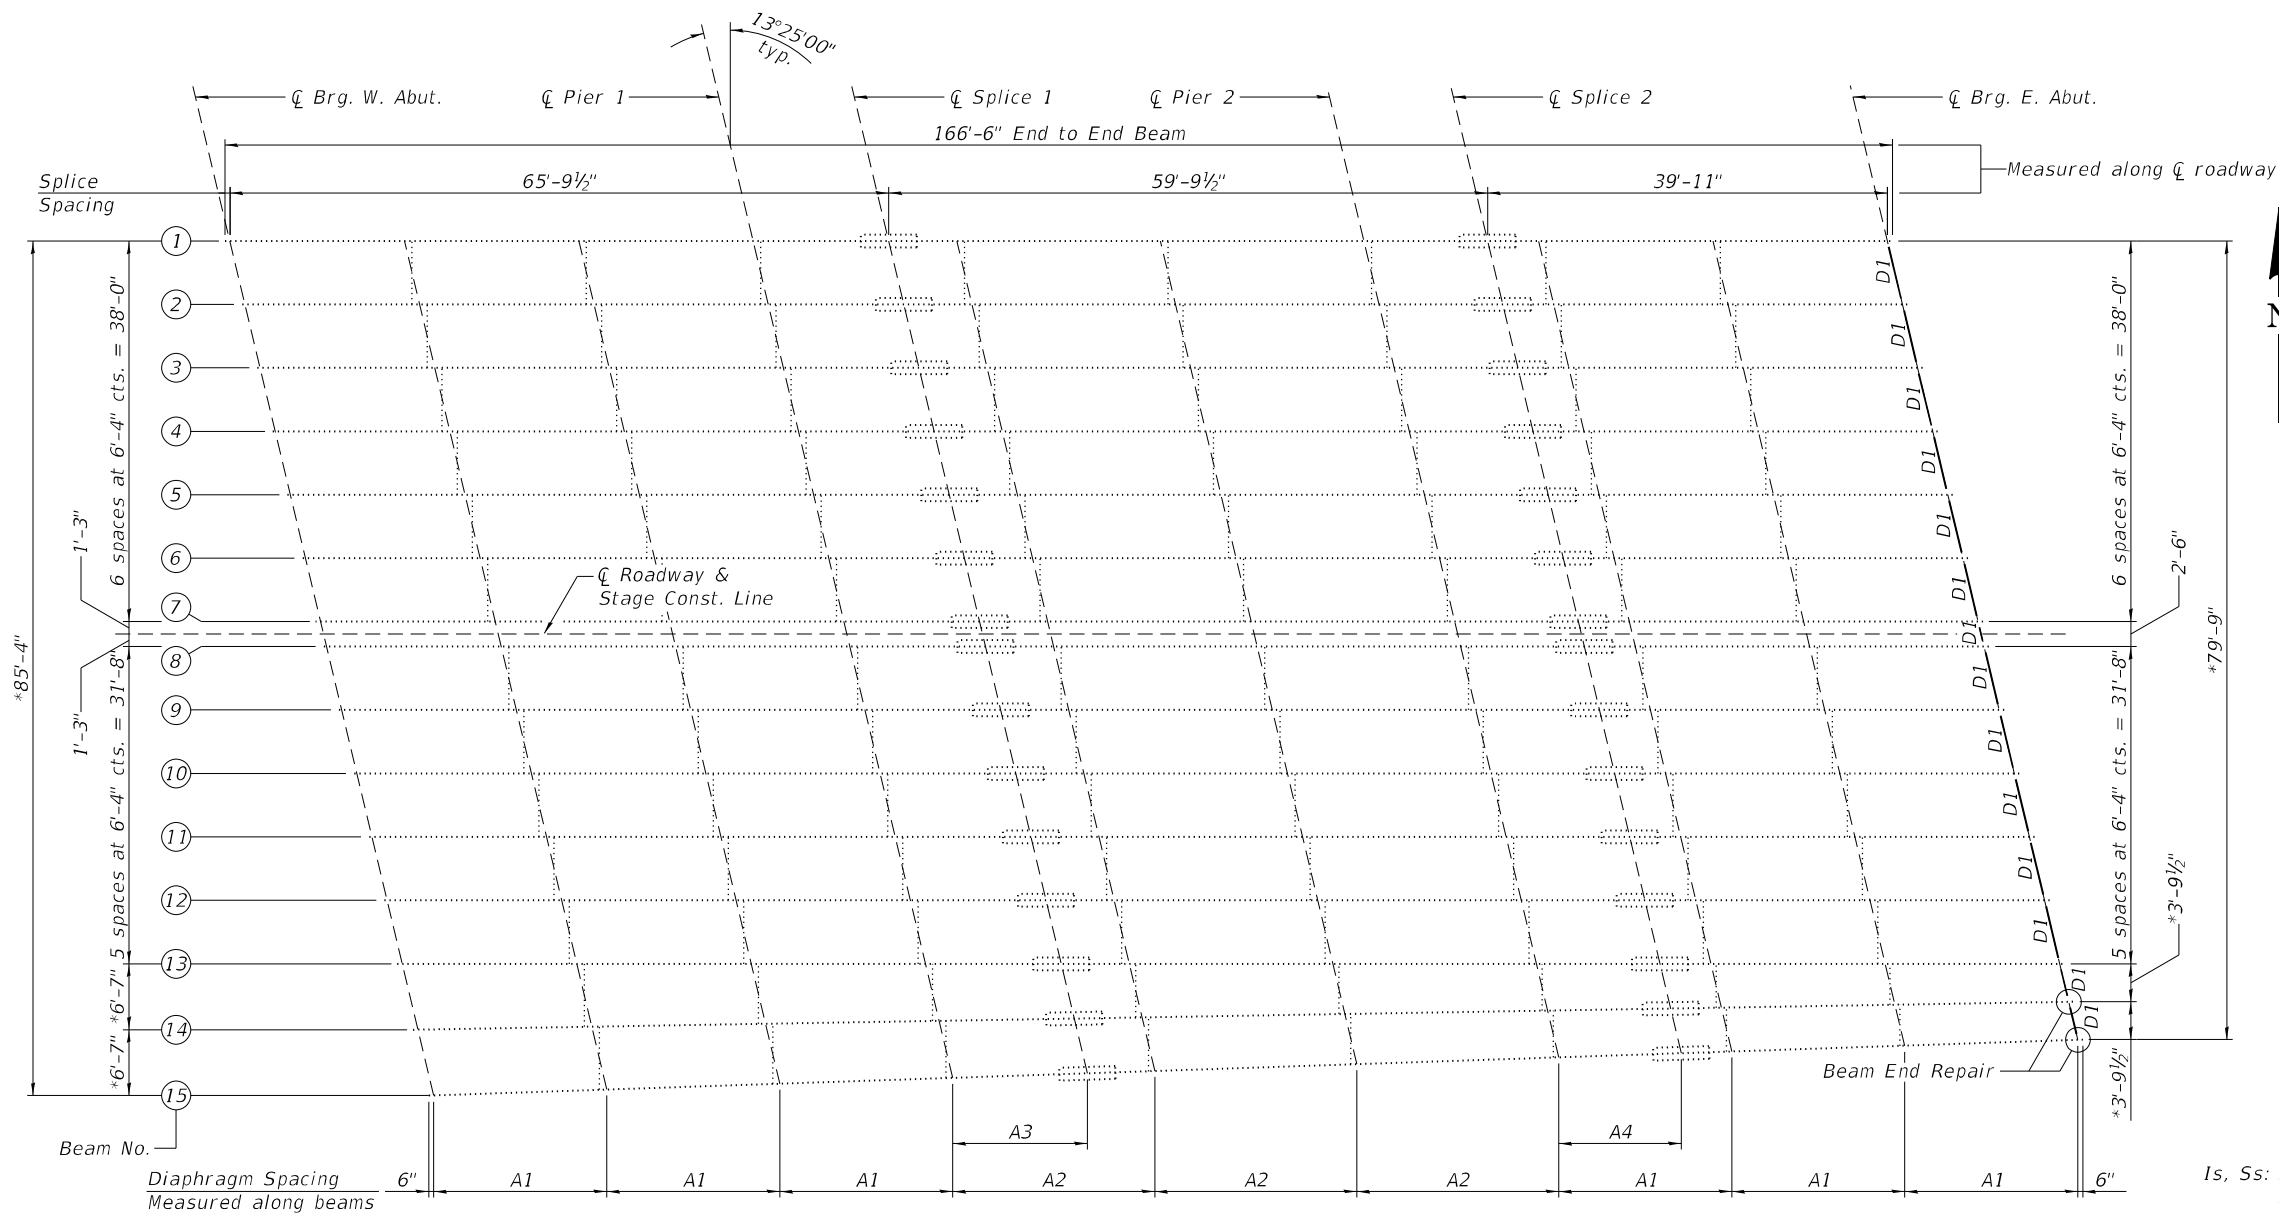 13°25'00"
typ.
℄ Brg. W. Abut.
℄ Pier 1
℄ Splice 1
℄ Pier 2
℄ Splice 2
℄ Brg. E. Abut.
166'-6" End to End Beam
Measured along ℄ roadway
Splice
Spacing
65'-9½"
59'-9½"
39'-11"
1
2
3
4
5
6
7
8
9
10
11
12
13
14
15
Beam No.
*85'-4"
6 spaces at 6'-4" cts. = 38'-0"
1'-3"
1'-3"
5 spaces at 6'-4" cts. = 31'-8"
*6'-7"
*6'-7"
℄ Roadway &
Stage Const. Line
D1
D1
D1
D1
D1
D1
D1
D1
D1
D1
D1
D1
D1
D1
6 spaces at 6'-4" cts. = 38'-0"
2'-6"
*79'-9"
5 spaces at 6'-4" cts. = 31'-8"
*3'-9½"
*3'-9½"
N
Beam End Repair
A3
A4
Diaphragm Spacing
Measured along beams
6"
A1
A1
A1
A2
A2
A2
A1
A1
A1
6"
Is, Ss: